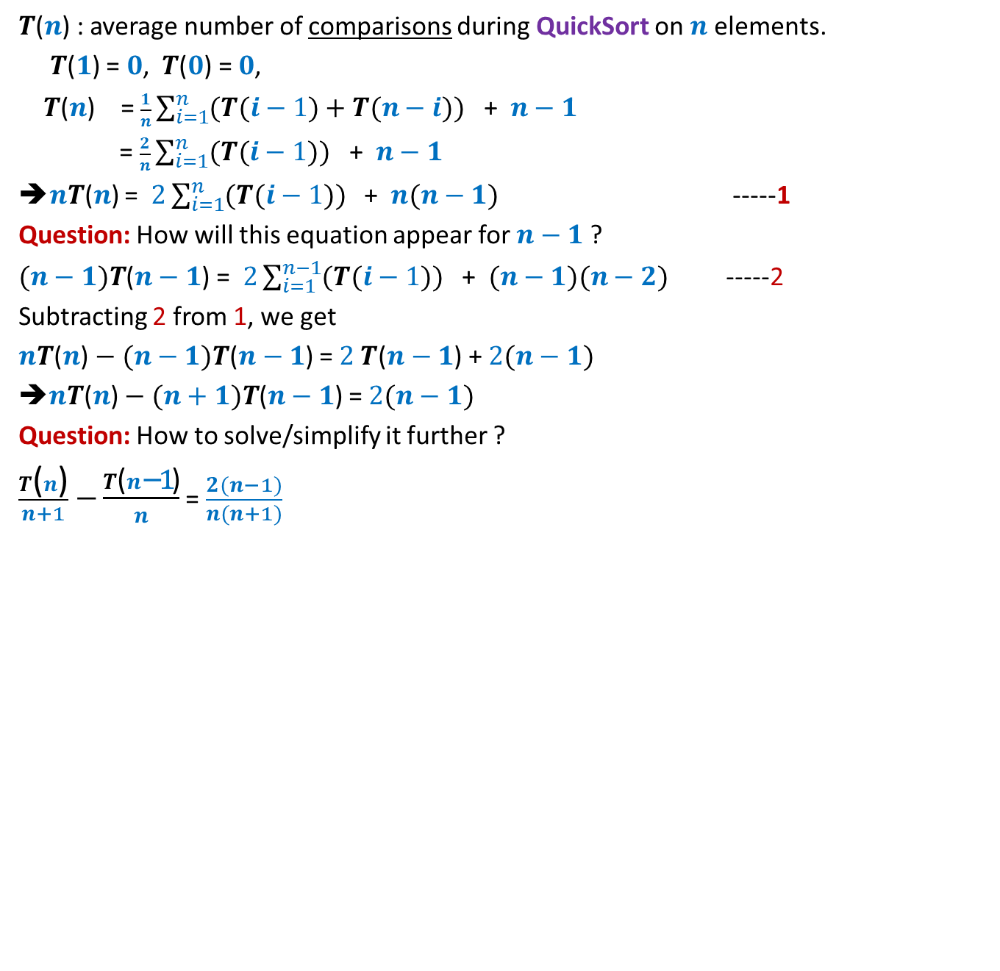 T(n) : average number of comparisons during QuickSort on n elements.
T(1) = 0, T(0) = 0,
T(n) = \frac{1}{n} \sum_{i=1}^{n} (T(i − 1) + T(n − i)) + n − 1
= \frac{2}{n} \sum_{i=1}^{n} (T(i − 1)) + n − 1
➔ nT(n) = 2 \sum_{i=1}^{n} (T(i − 1)) + n(n − 1) -----1
Question: How will this equation appear for n − 1 ?
(n − 1)T(n − 1) = 2 \sum_{i=1}^{n−1} (T(i − 1)) + (n − 1)(n − 2) -----2
Subtracting 2 from 1, we get
nT(n) − (n − 1)T(n − 1) = 2 T(n − 1) + 2(n − 1)
➔ nT(n) − (n + 1)T(n − 1) = 2(n − 1)
Question: How to solve/simplify it further ?
\frac{T(n)}{n+1} − \frac{T(n−1)}{n} = \frac{2(n−1)}{n(n+1)}